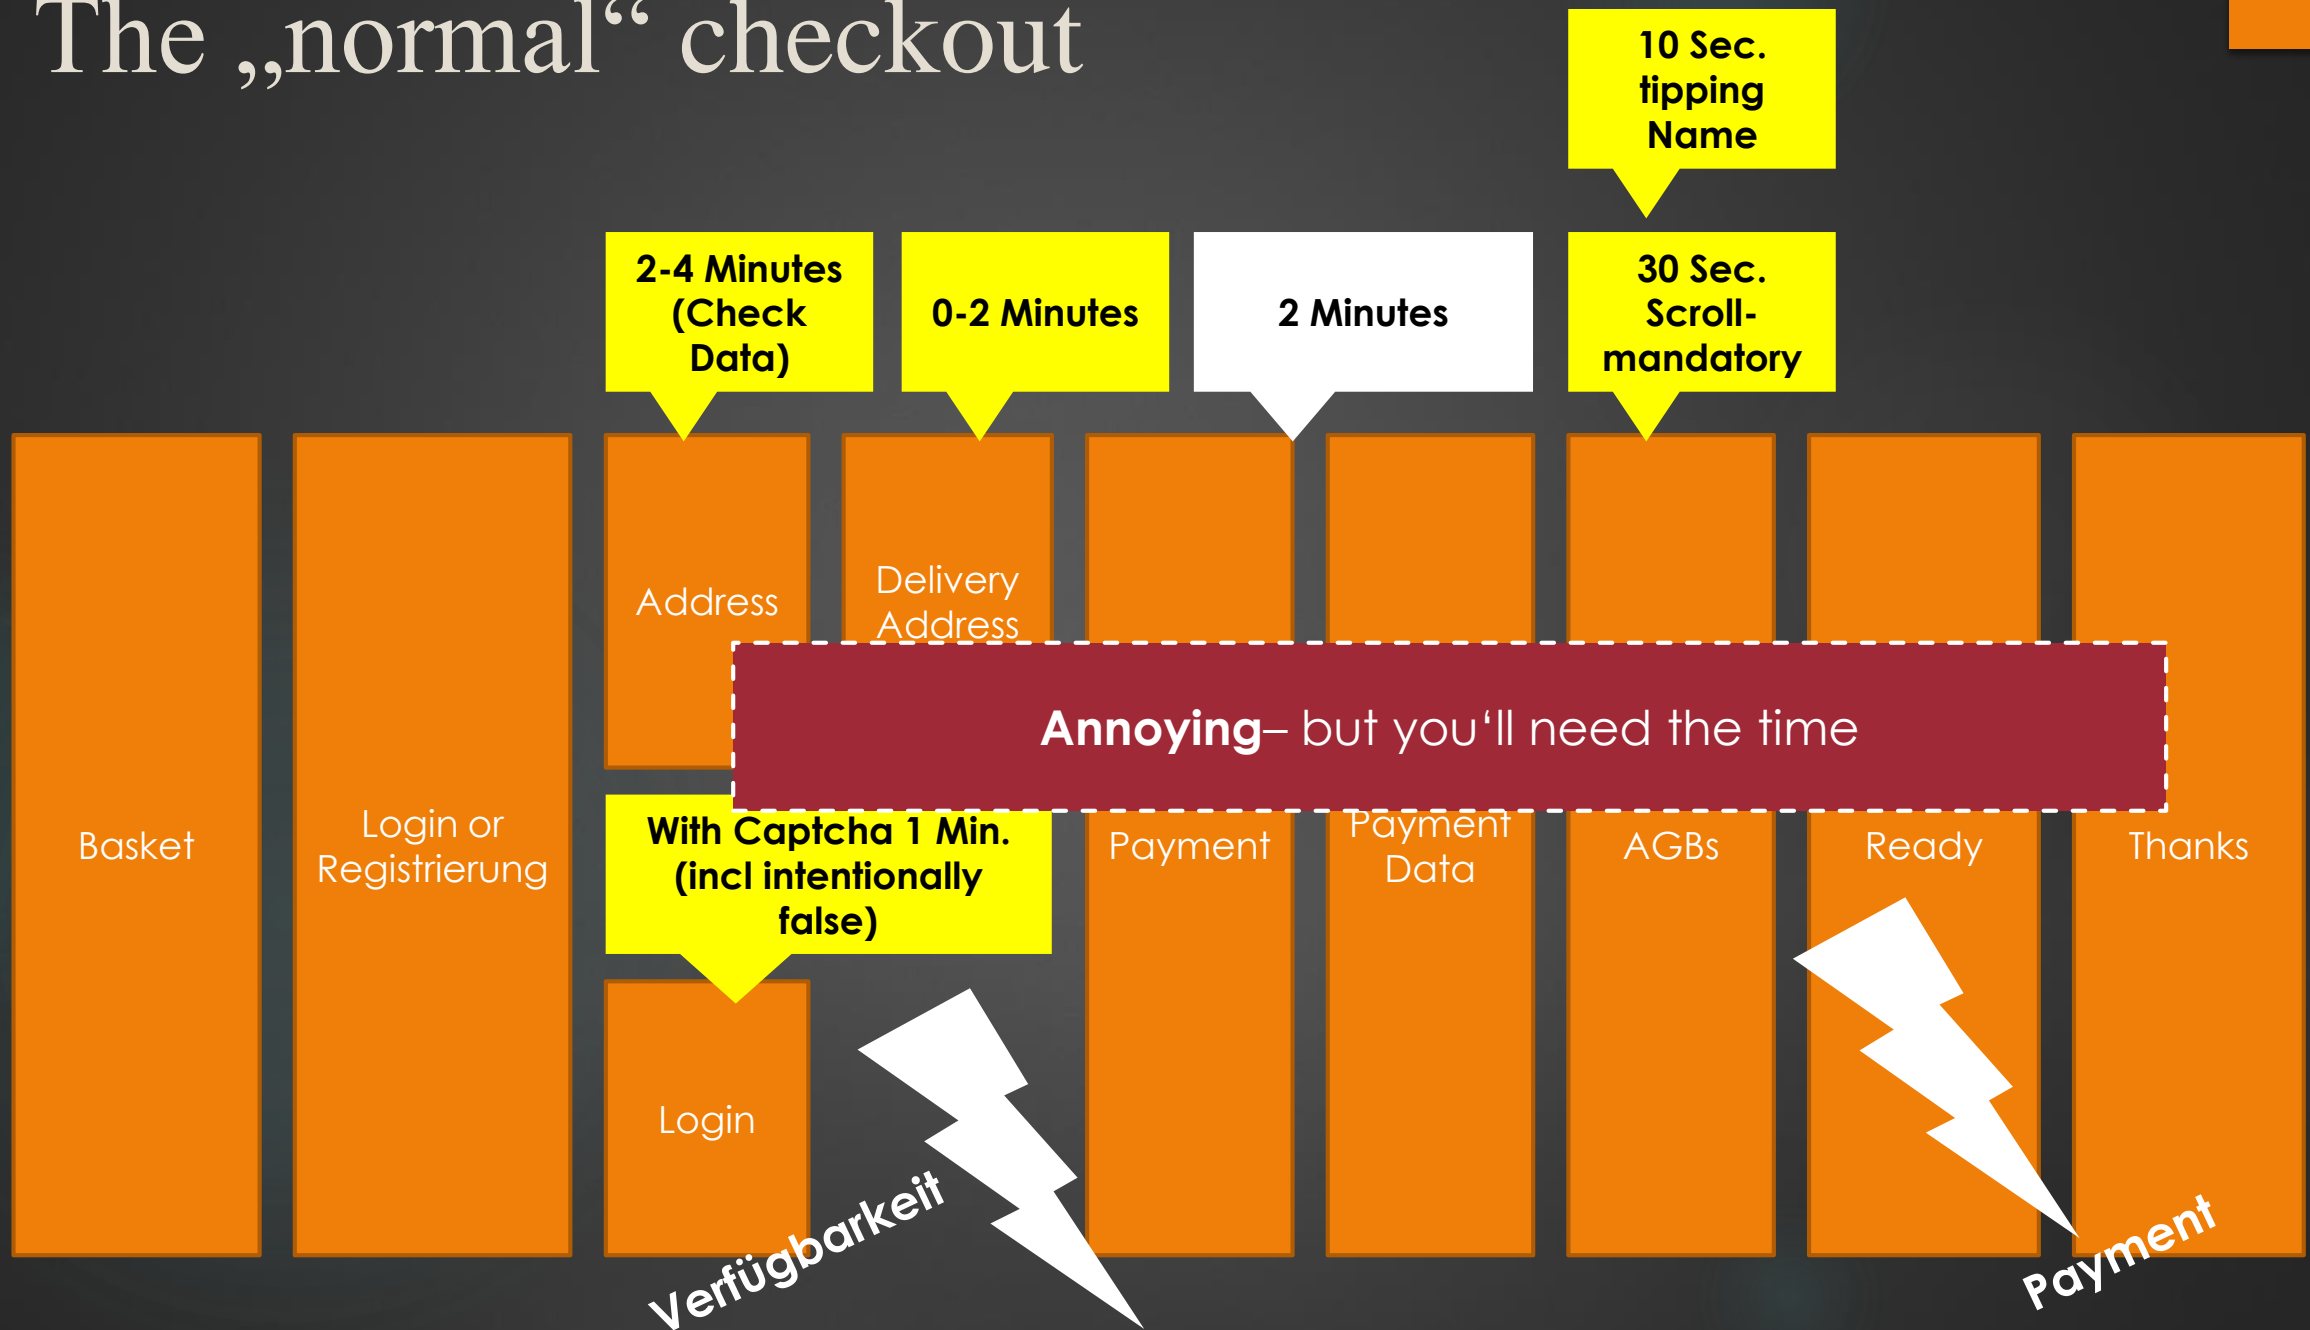 The „normal“ checkout
10 Sec.
tipping
Name
2-4 Minutes
(Check
Data)
0-2 Minutes
2 Minutes
30 Sec.
Scroll-
mandatory
Address
Delivery
Address
Annoying– but you‘ll need the time
Basket
Login or
Registrierung
With Captcha 1 Min.
(incl intentionally
false)
Payment
Payment
Data
AGBs
Ready
Thanks
Login
Verfügbarkeit
Payment